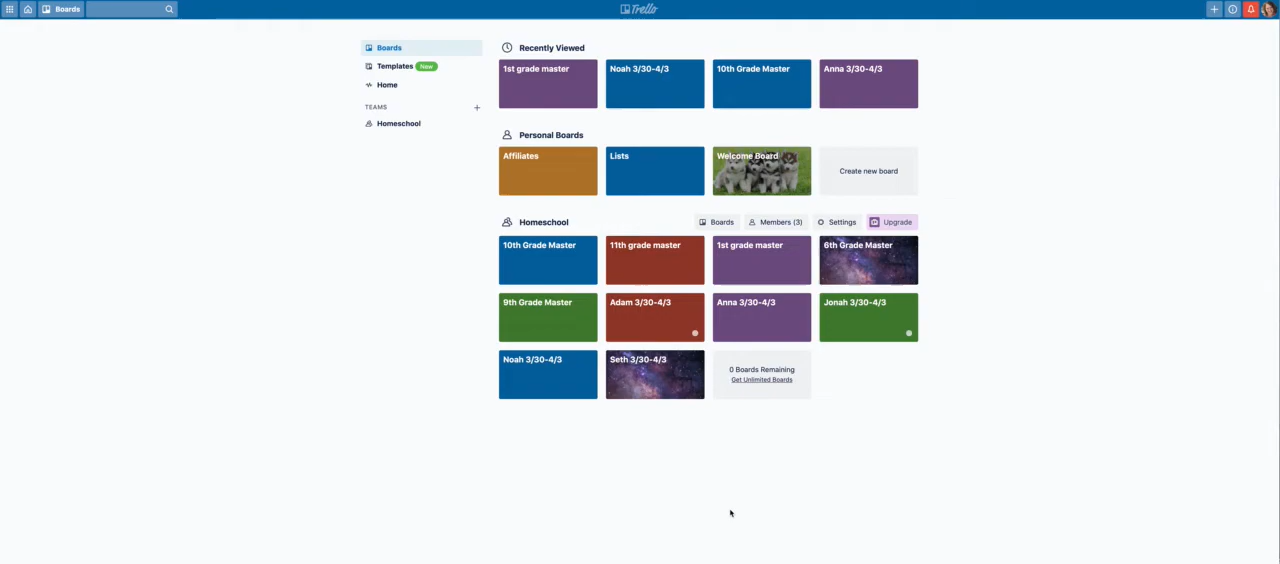 Boards
Trello
Boards
Templates New
Home
TEAMS
Homeschool
Recently Viewed
1st grade master
Noah 3/30-4/3
10th Grade Master
Anna 3/30-4/3
Personal Boards
Affiliates
Lists
Welcome Board
Create new board
Homeschool
Boards
Members (3)
Settings
Upgrade
10th Grade Master
11th grade master
1st grade master
6th Grade Master
9th Grade Master
Adam 3/30-4/3
Anna 3/30-4/3
Jonah 3/30-4/3
Noah 3/30-4/3
Seth 3/30-4/3
0 Boards Remaining
Get Unlimited Boards